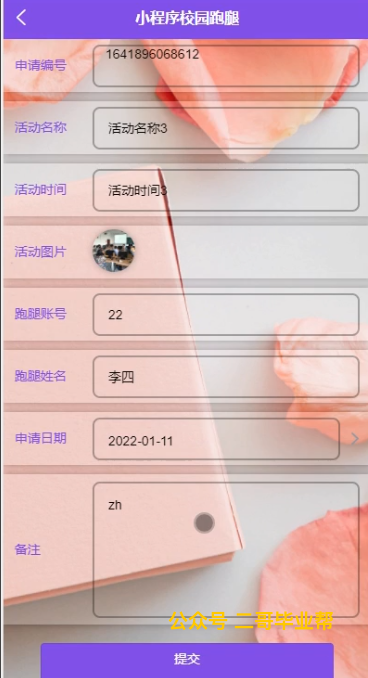 小程序校园跑腿
申请编号 1641896068612
活动名称 活动名称3
活动时间 活动时间3
活动图片
跑腿账号 22
跑腿姓名 李四
申请日期 2022-01-11
zh
备注
公众号 二哥毕业帮
提交